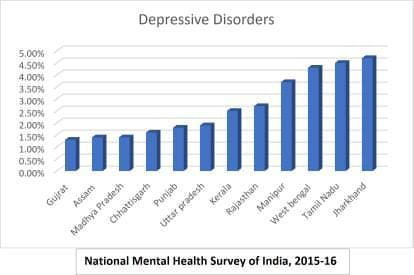 Depressive Disorders
5.00%
4.50%
4.00%
3.50%
3.00%
2.50%
2.00%
1.50%
1.00%
0.50%
0.00%
Gujrat
Assam
Madhya Pradesh
Chhattisgarh
Punjab
Uttar pradesh
Kerala
Rajasthan
Manipur
West bengal
Tamil Nadu
Jharkhand
National Mental Health Survey of India, 2015-16